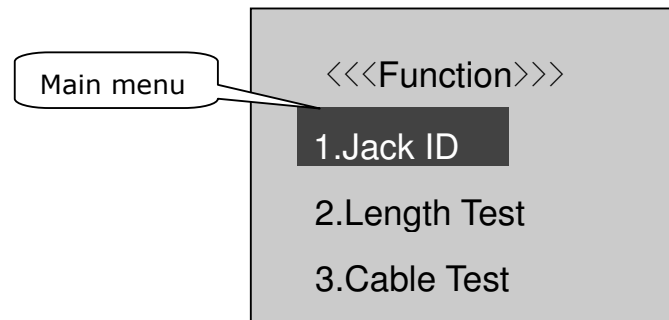 Main menu
<<<Function>>>
1.Jack ID
2.Length Test
3.Cable Test